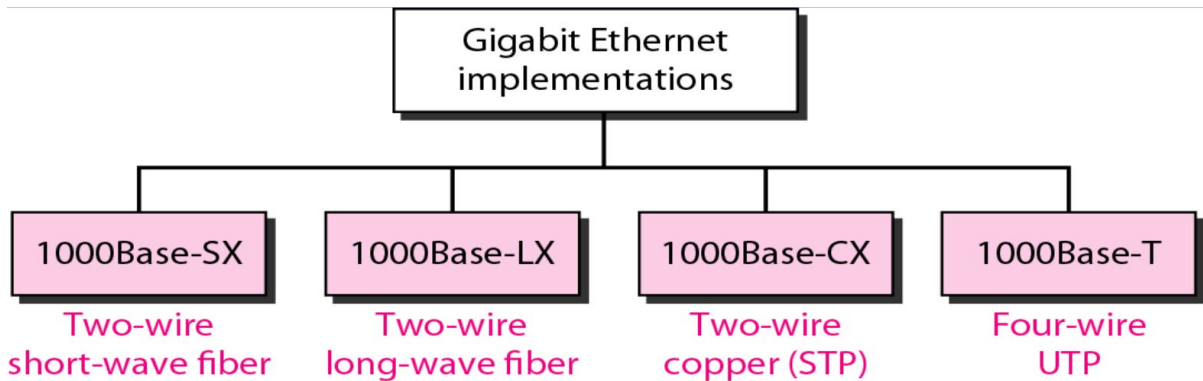 Gigabit Ethernet
implementations
1000Base-SX
Two-wire
short-wave fiber
1000Base-LX
Two-wire
long-wave fiber
1000Base-CX
Two-wire
copper (STP)
1000Base-T
Four-wire
UTP